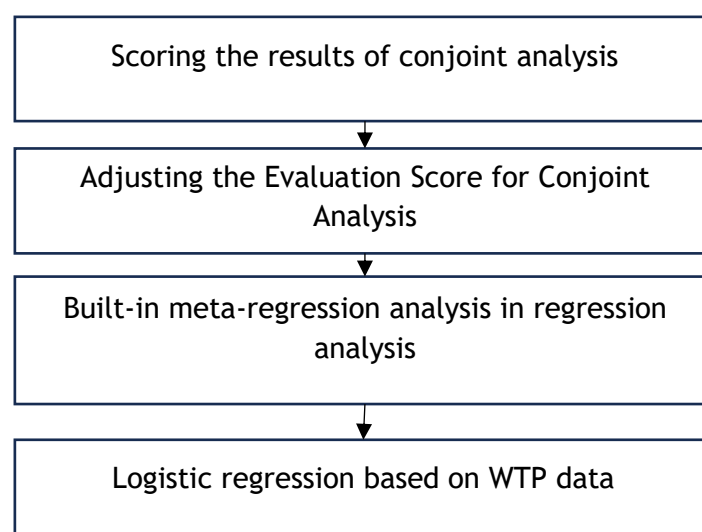 Scoring the results of conjoint analysis
Adjusting the Evaluation Score for Conjoint
Analysis
Built-in meta-regression analysis in regression
analysis
Logistic regression based on WTP data